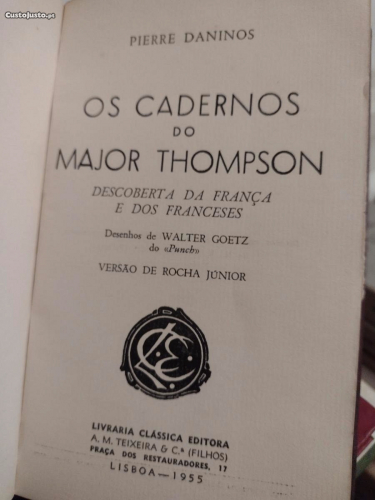 CustoJusto.pt
PIERRE DANINOS
OS CADERNOS
DO
MAJOR THOMPSON
DESCOBERTA DA FRANÇA
E DOS FRANCESES
Desenhos de WALTER GOETZ
do «Punch»
VERSÃO DE ROCHA JÚNIOR
LCE
LIVRARIA CLÁSSICA EDITORA
A. M. TEIXEIRA & C.ª (FILHOS)
PRAÇA DOS RESTAURADORES, 17
LISBOA — 1955